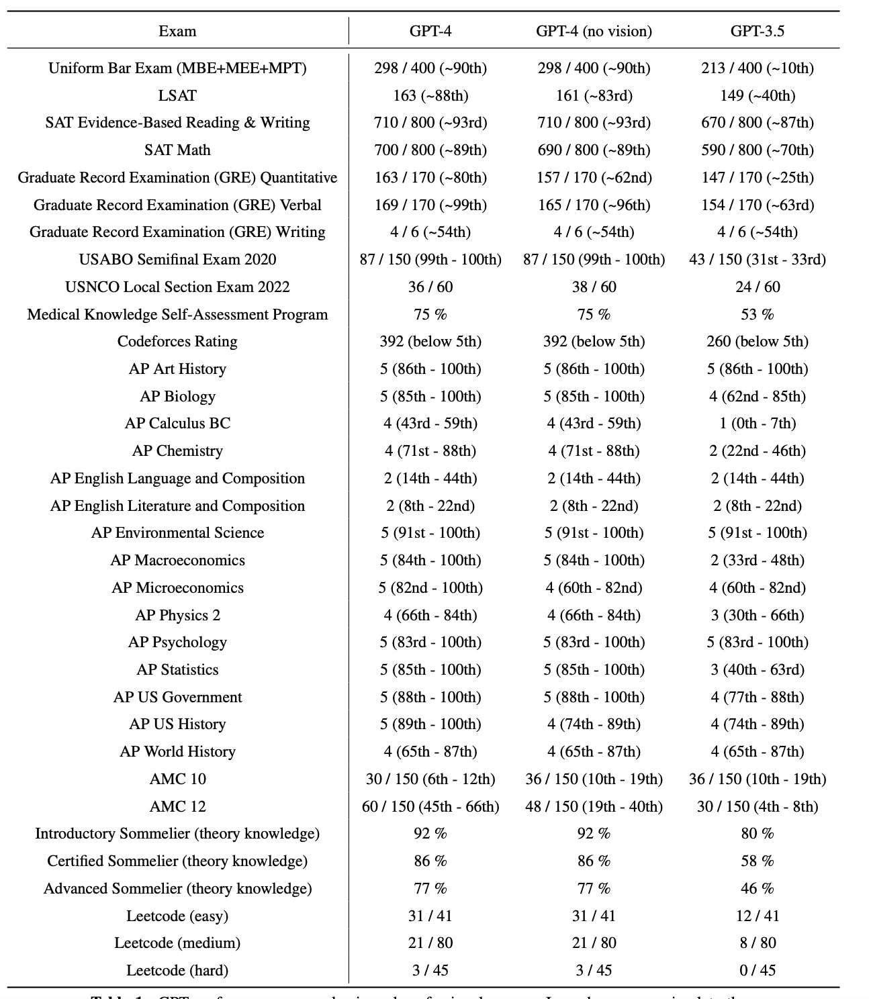 Exam GPT-4 GPT-4 (no vision) GPT-3.5
Uniform Bar Exam (MBE+MEE+MPT) 298 / 400 (~90th) 298 / 400 (~90th) 213 / 400 (~10th)
LSAT 163 (~88th) 161 (~83rd) 149 (~40th)
SAT Evidence-Based Reading & Writing 710 / 800 (~93rd) 710 / 800 (~93rd) 670 / 800 (~87th)
SAT Math 700 / 800 (~89th) 690 / 800 (~89th) 590 / 800 (~70th)
Graduate Record Examination (GRE) Quantitative 163 / 170 (~80th) 157 / 170 (~62nd) 147 / 170 (~25th)
Graduate Record Examination (GRE) Verbal 169 / 170 (~99th) 165 / 170 (~96th) 154 / 170 (~63rd)
Graduate Record Examination (GRE) Writing 4 / 6 (~54th) 4 / 6 (~54th) 4 / 6 (~54th)
USABO Semifinal Exam 2020 87 / 150 (99th - 100th) 87 / 150 (99th - 100th) 43 / 150 (31st - 33rd)
USNCO Local Section Exam 2022 36 / 60 38 / 60 24 / 60
Medical Knowledge Self-Assessment Program 75 % 75 % 53 %
Codeforces Rating 392 (below 5th) 392 (below 5th) 260 (below 5th)
AP Art History 5 (86th - 100th) 5 (86th - 100th) 5 (86th - 100th)
AP Biology 5 (85th - 100th) 5 (85th - 100th) 4 (62nd - 85th)
AP Calculus BC 4 (43rd - 59th) 4 (43rd - 59th) 1 (0th - 7th)
AP Chemistry 4 (71st - 88th) 4 (71st - 88th) 2 (22nd - 46th)
AP English Language and Composition 2 (14th - 44th) 2 (14th - 44th) 2 (14th - 44th)
AP English Literature and Composition 2 (8th - 22nd) 2 (8th - 22nd) 2 (8th - 22nd)
AP Environmental Science 5 (91st - 100th) 5 (91st - 100th) 5 (91st - 100th)
AP Macroeconomics 5 (84th - 100th) 5 (84th - 100th) 2 (33rd - 48th)
AP Microeconomics 5 (82nd - 100th) 4 (60th - 82nd) 4 (60th - 82nd)
AP Physics 2 4 (66th - 84th) 4 (66th - 84th) 3 (30th - 66th)
AP Psychology 5 (83rd - 100th) 5 (83rd - 100th) 5 (83rd - 100th)
AP Statistics 5 (85th - 100th) 5 (85th - 100th) 3 (40th - 63rd)
AP US Government 5 (88th - 100th) 5 (88th - 100th) 4 (77th - 88th)
AP US History 5 (89th - 100th) 4 (74th - 89th) 4 (74th - 89th)
AP World History 4 (65th - 87th) 4 (65th - 87th) 4 (65th - 87th)
AMC 10 30 / 150 (6th - 12th) 36 / 150 (10th - 19th) 36 / 150 (10th - 19th)
AMC 12 60 / 150 (45th - 66th) 48 / 150 (19th - 40th) 30 / 150 (4th - 8th)
Introductory Sommelier (theory knowledge) 92 % 92 % 80 %
Certified Sommelier (theory knowledge) 86 % 86 % 58 %
Advanced Sommelier (theory knowledge) 77 % 77 % 46 %
Leetcode (easy) 31 / 41 31 / 41 12 / 41
Leetcode (medium) 21 / 80 21 / 80 8 / 80
Leetcode (hard) 3 / 45 3 / 45 0 / 45